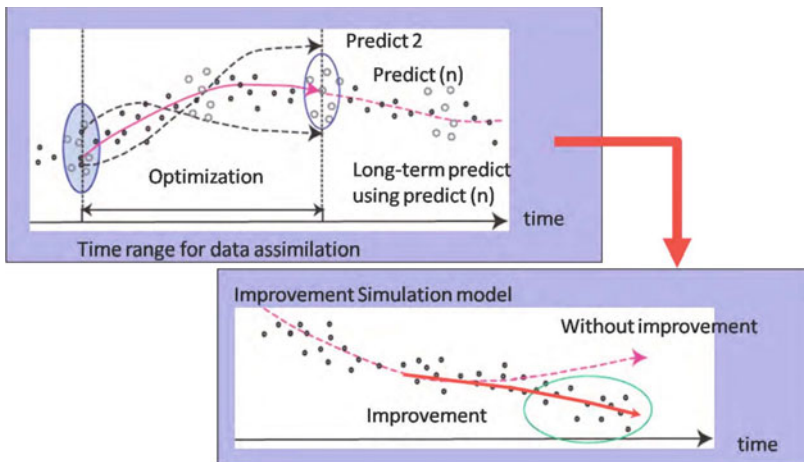 Predict 2
Predict (n)
Optimization
Long-term predict
using predict (n)
time
Time range for data assimilation
Improvement Simulation model
Without improvement
Improvement
time